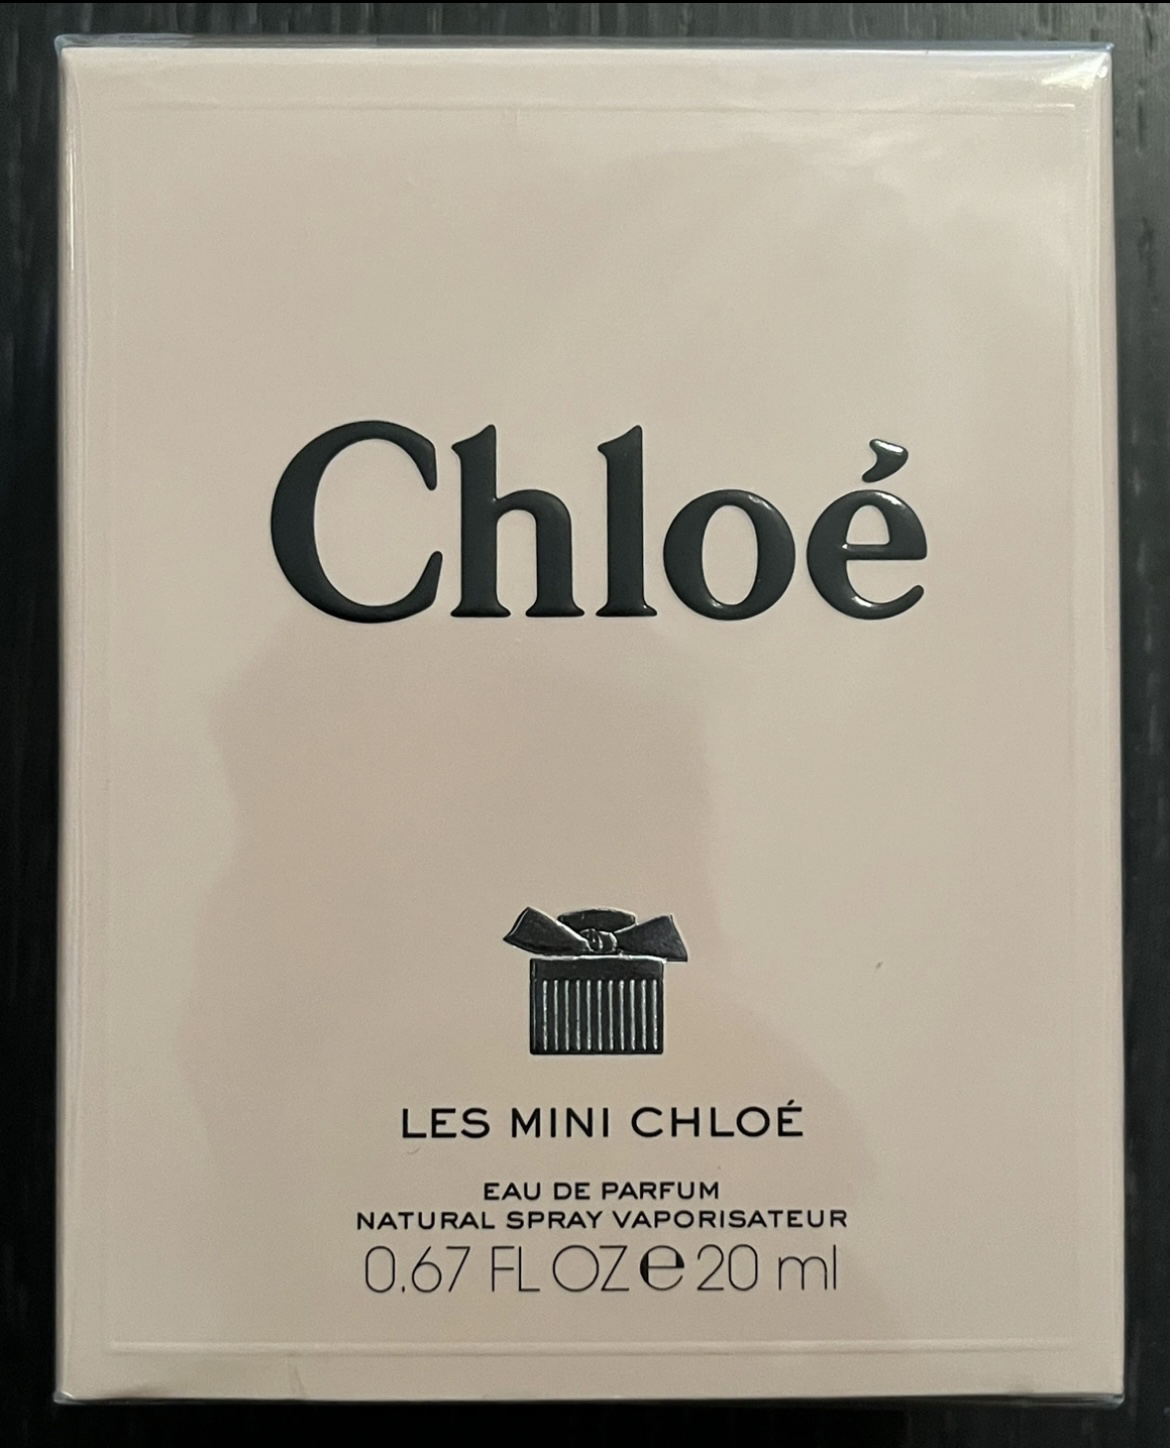 Chloé
LES MINI CHLOÉ
EAU DE PARFUM
NATURAL SPRAY VAPORISATEUR
0.67 FL OZ ℮ 20 ml